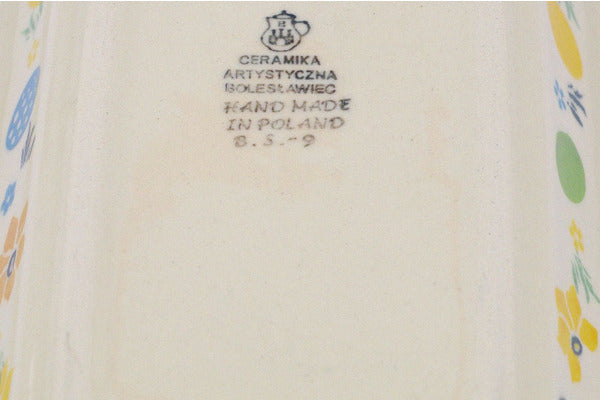 CERAMIKA
ARTYSTYCZNA
BOLESŁAWIEC
HAND MADE
IN POLAND
B.S.-9